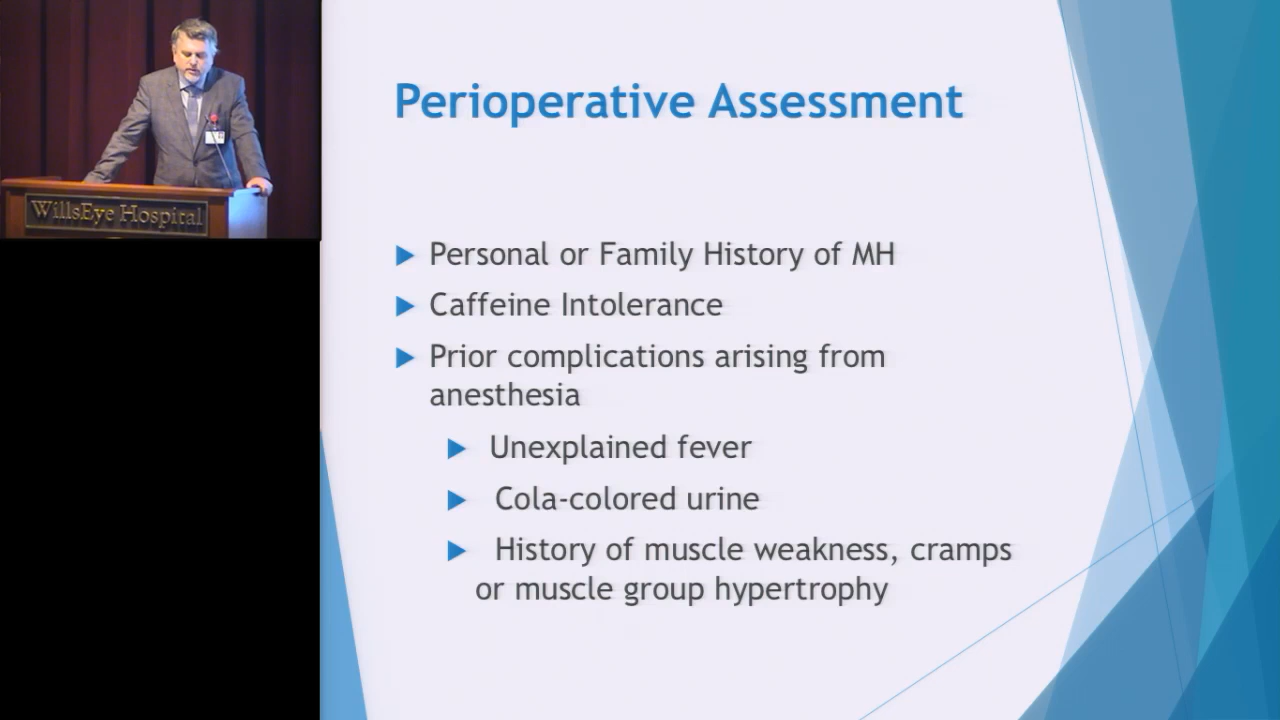 WillsEye Hospital
Perioperative Assessment
Personal or Family History of MH
Caffeine Intolerance
Prior complications arising from
anesthesia
Unexplained fever
Cola-colored urine
History of muscle weakness, cramps
or muscle group hypertrophy